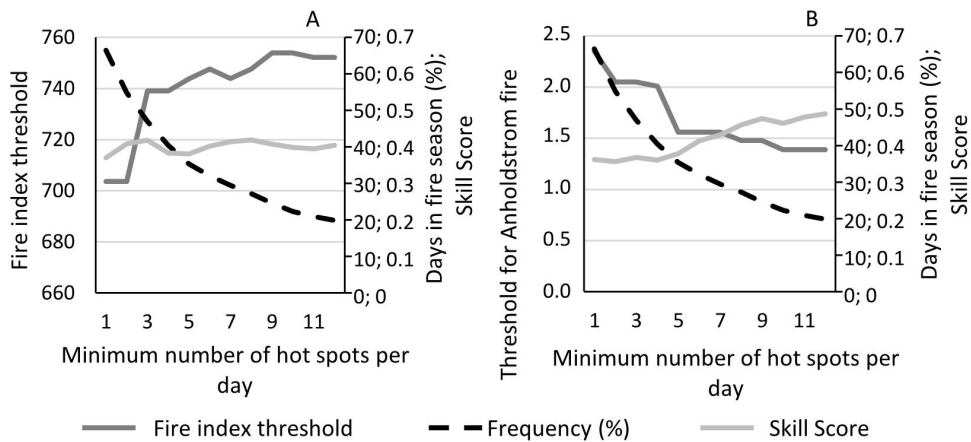 A
760
740
720
700
680
660
Fire index threshold
70; 0.7
60; 0.6
50; 0.5
40; 0.4
30; 0.3
20; 0.2
10; 0.1
0; 0
Days in fire season (%);
Skill Score
1 3 5 7 9 11
Minimum number of hot spots per
day
B
2.5
2.0
1.5
1.0
0.5
0.0
Threshold for Anholdstrom fire
70; 0.7
60; 0.6
50; 0.5
40; 0.4
30; 0.3
20; 0.2
10; 0.1
0; 0
Days in fire season (%);
Skill Score
1 3 5 7 9 11
Minimum number of hot spots per
day
Fire index threshold Frequency (%) Skill Score